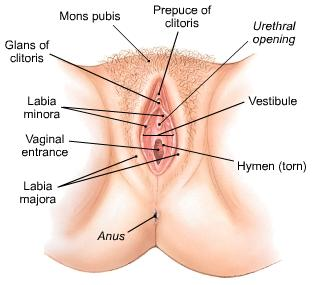 Mons pubis
Prepuce of
clitoris
Urethral
opening
Glans of
clitoris
Labia
minora
Vestibule
Vaginal
entrance
Hymen (torn)
Labia
majora
Anus